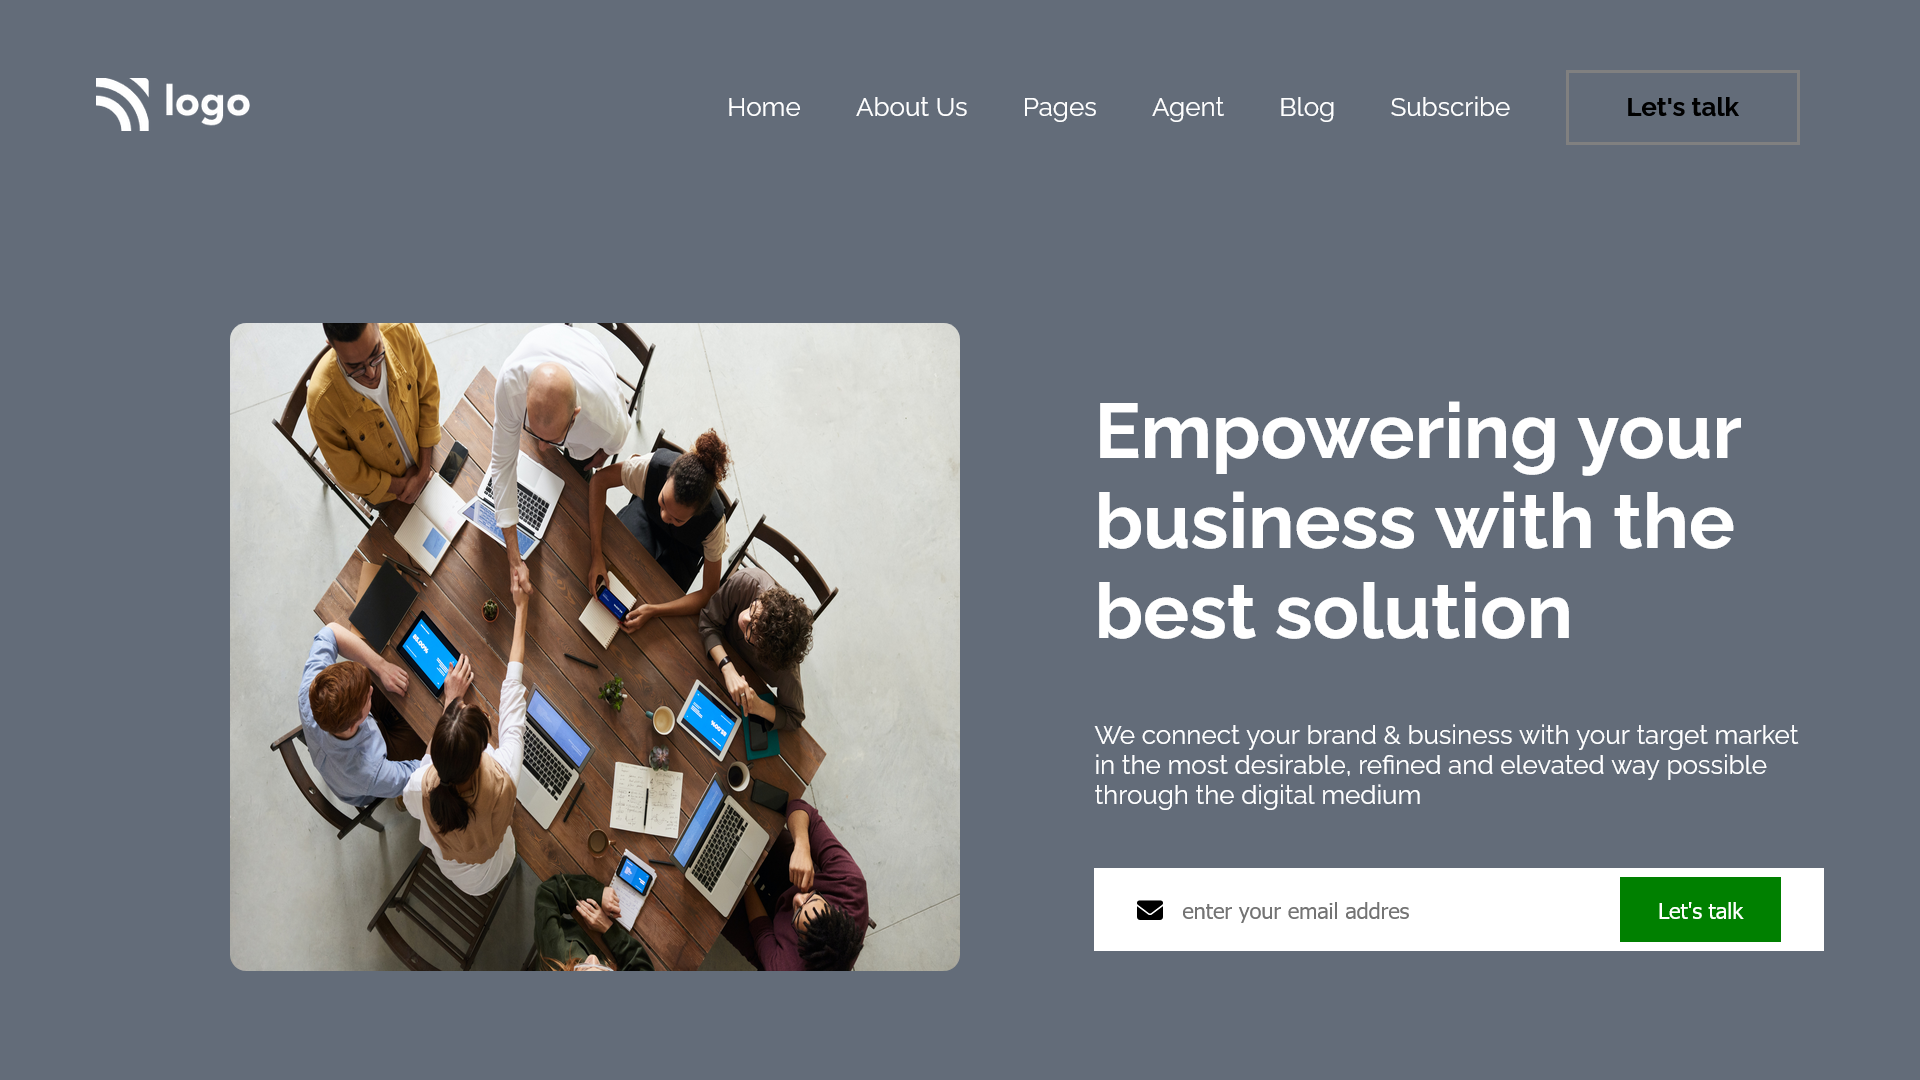 logo
Home About Us Pages Agent Blog Subscribe Let's talk
Empowering your
business with the
best solution
We connect your brand & business with your target market
in the most desirable, refined and elevated way possible
through the digital medium
enter your email addres Let's talk